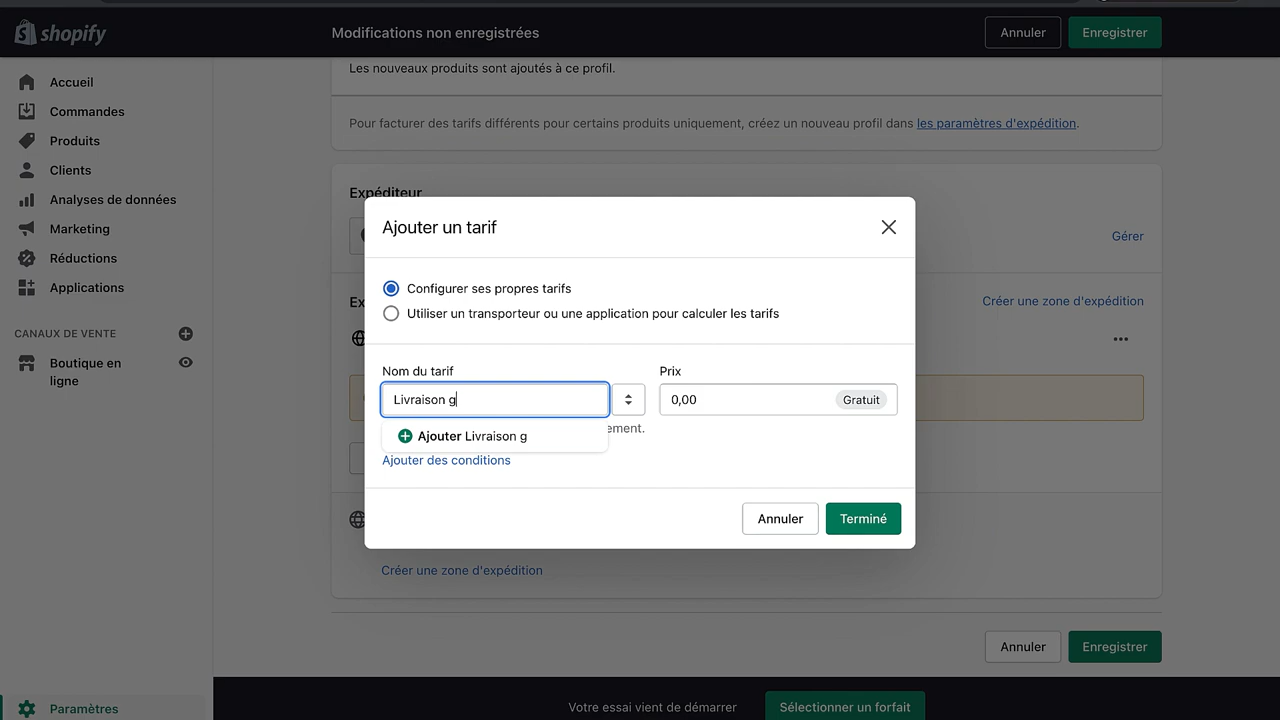 shopify
Modifications non enregistrées
Annuler
Enregistrer
Accueil
Commandes
Produits
Clients
Analyses de données
Marketing
Réductions
Applications
CANAUX DE VENTE
Boutique en
ligne
Paramètres
Les nouveaux produits sont ajoutés à ce profil.
Pour facturer des tarifs différents pour certains produits uniquement, créez un nouveau profil dans les paramètres d'expédition.
Expéditeur
Gérer
Ex
Créer une zone d'expédition
Ajouter un tarif
Configurer ses propres tarifs
Utiliser un transporteur ou une application pour calculer les tarifs
Nom du tarif
Prix
Livraison g
0,00
Gratuit
Ajouter Livraison g
ement.
Ajouter des conditions
Annuler
Terminé
Créer une zone d'expédition
Annuler
Enregistrer
Votre essai vient de démarrer
Sélectionner un forfait